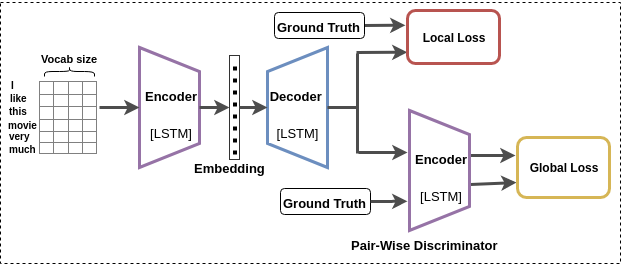 Ground Truth
Local Loss
Vocab size
I
like
this
movie
very
much
Encoder
[LSTM]
Embedding
Decoder
[LSTM]
Encoder
[LSTM]
Global Loss
Ground Truth
Pair-Wise Discriminator